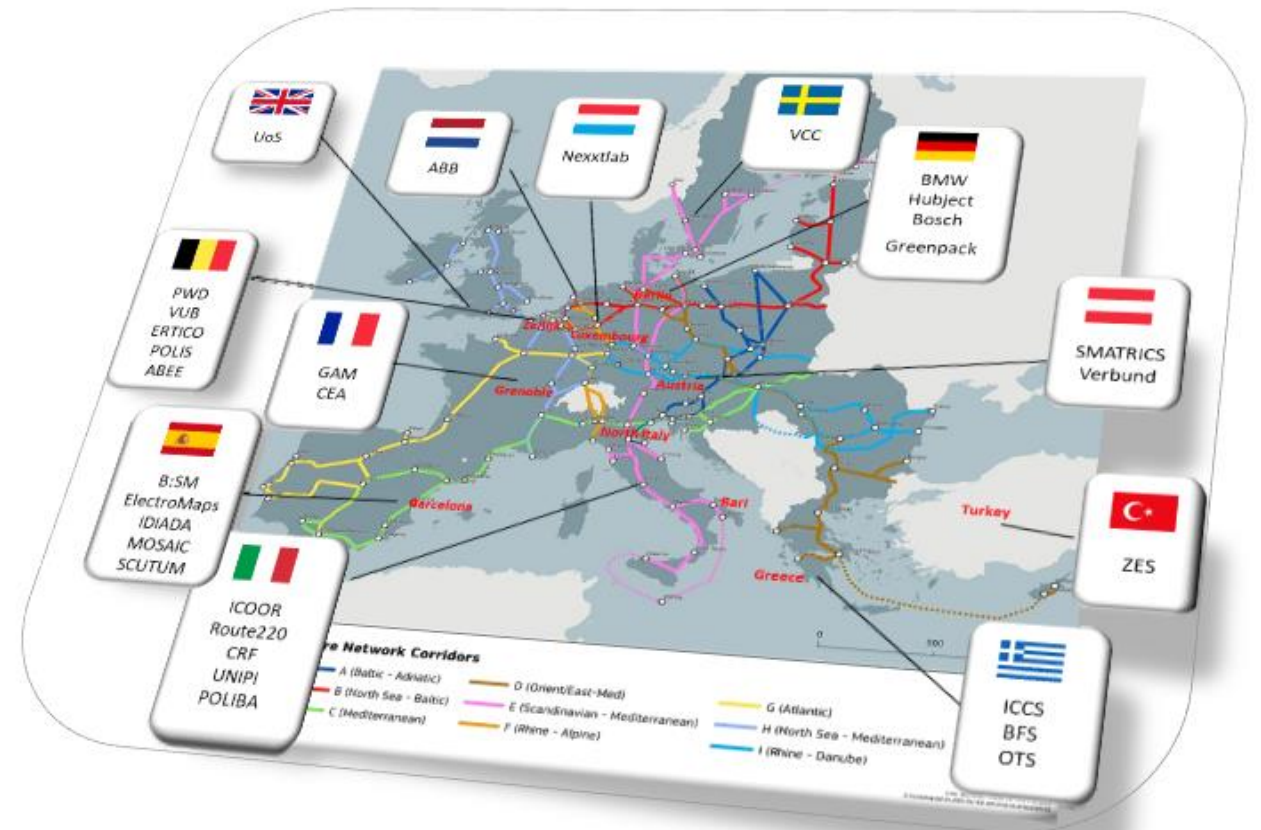 UoS
ABB
Nexxtlab
VCC
BMW
Hubject
Bosch
Greenpack
PWD
VUB
ERTICO
POLIS
ABEE
GAM
CEA
SMATRICS
Verbund
B:SM
ElectroMaps
IDIADA
MOSAIC
SCUTUM
ICOOR
Route220
CRF
UNIPI
POLIBA
ZES
ICCS
BFS
OTS
Berlin
Zellik
Luxembourg
Grenoble
Austria
North Italy
Barcelona
Bari
Turkey
Greece
0
500
re Network Corridors
A (Baltic - Adriatic)
B (North Sea - Baltic)
C (Mediterranean)
D (Orient/East-Med)
E (Scandinavian - Mediterranean)
F (Rhine - Alpine)
G (Atlantic)
H (North Sea - Mediterranean)
I (Rhine - Danube)